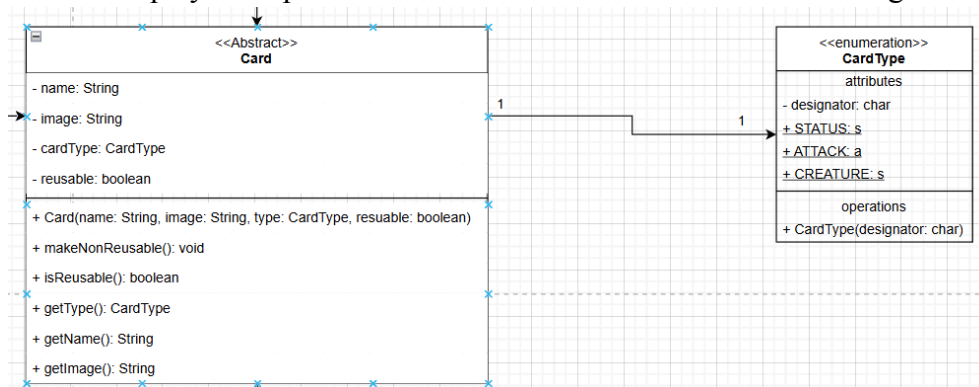 <<Abstract>>
Card
- name: String
- image: String
- cardType: CardType
- reusable: boolean
+ Card(name: String, image: String, type: CardType, resuable: boolean)
+ makeNonReusable(): void
+ isReusable(): boolean
+ getType(): CardType
+ getName(): String
+ getImage(): String
1
1
<<enumeration>>
CardType
attributes
- designator: char
+ STATUS: s
+ ATTACK: a
+ CREATURE: s
operations
+ CardType(designator: char)